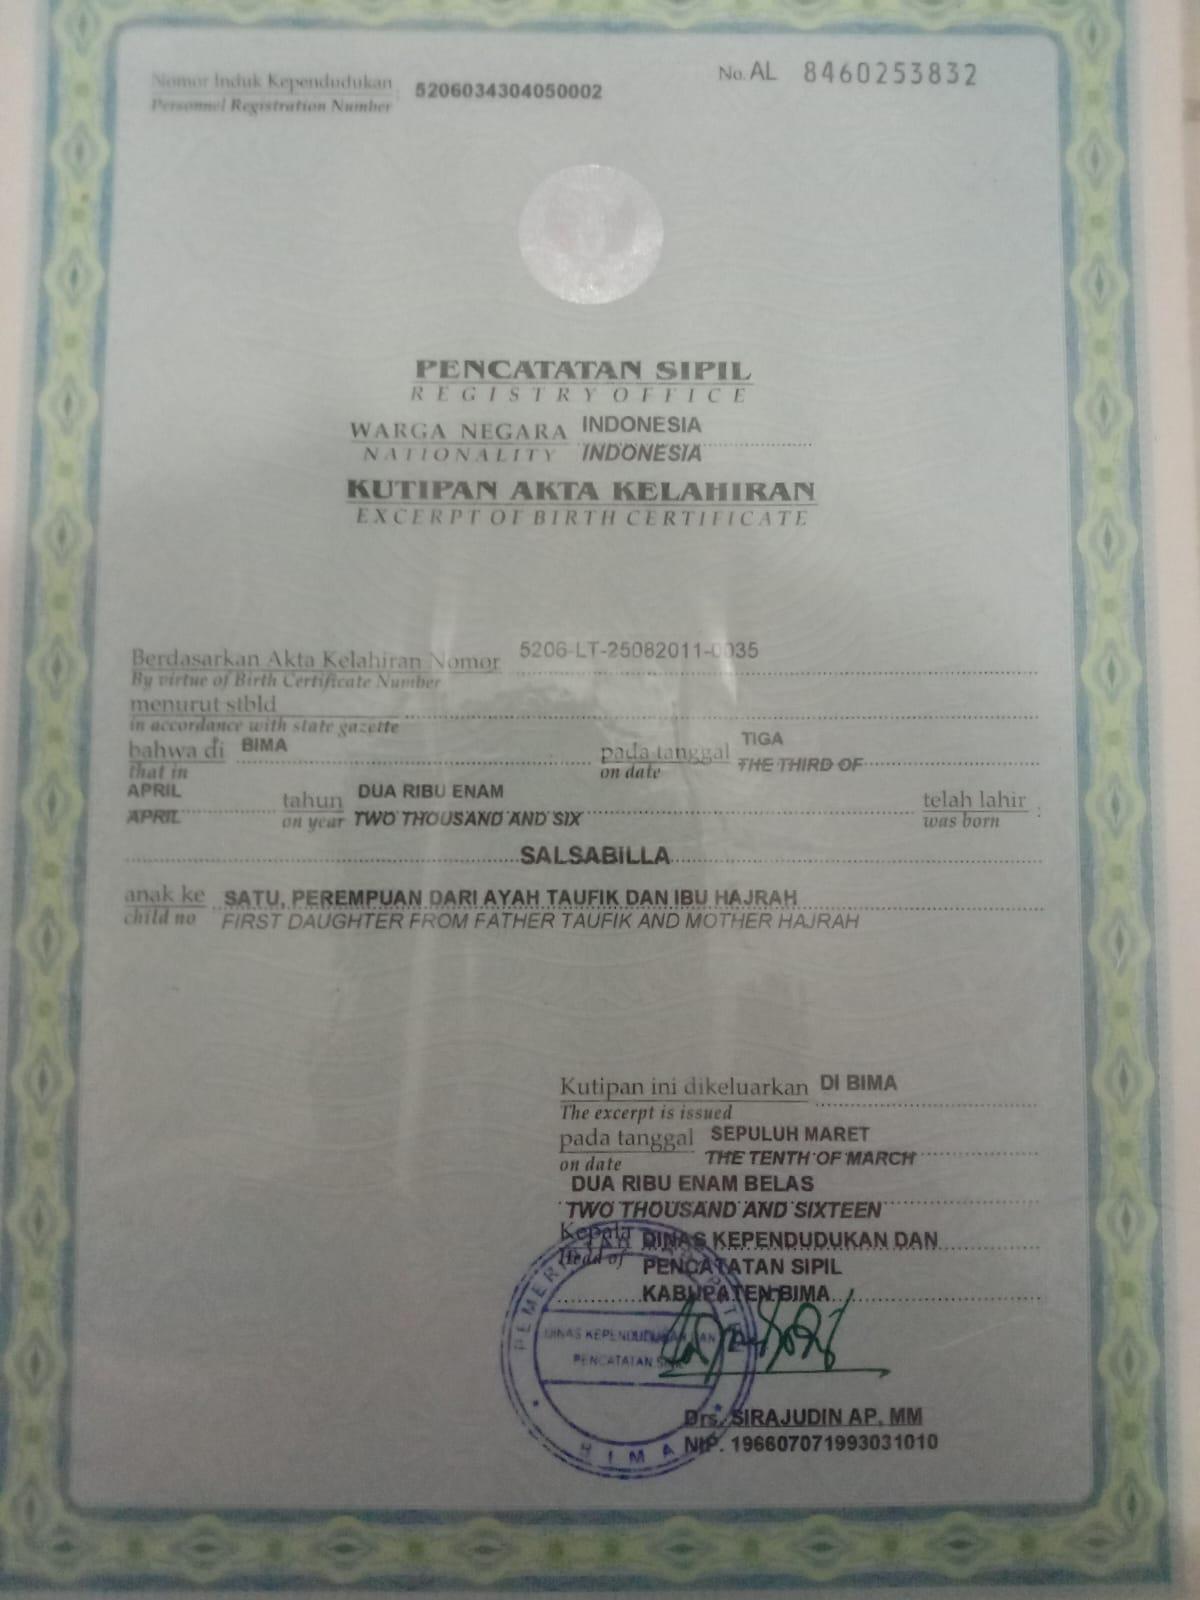 Nomor Induk Kependudukan : 5206034304050002
Personnel Registration Number
No. AL 8460253832
PENCATATAN SIPIL
REGISTRY OFFICE
WARGA NEGARA INDONESIA
NATIONALITY INDONESIA
KUTIPAN AKTA KELAHIRAN
EXCERPT OF BIRTH CERTIFICATE
Berdasarkan Akta Kelahiran Nomor 5206-LT-25082011-0035
By virtue of Birth Certificate Number
menurut stbld
in accordance with state gazette
bahwa di BIMA pada tanggal TIGA
that in on date THE THIRD OF
APRIL tahun DUA RIBU ENAM telah lahir :
APRIL on year TWO THOUSAND AND SIX was born
SALSABILLA
anak ke SATU, PEREMPUAN DARI AYAH TAUFIK DAN IBU HAJRAH
child no FIRST DAUGHTER FROM FATHER TAUFIK AND MOTHER HAJRAH
Kutipan ini dikeluarkan DI BIMA
The excerpt is issued
pada tanggal SEPULUH MARET
on date THE TENTH OF MARCH
DUA RIBU ENAM BELAS
TWO THOUSAND AND SIXTEEN
Kepala DINAS KEPENDUDUKAN DAN
Head of PENCATATAN SIPIL
KABUPATEN BIMA
DINAS KEPENDUDUKAN DAN
PENCATATAN SIPIL
BIMA
Drs. SIRAJUDIN AP, MM
NIP. 196607071993031010